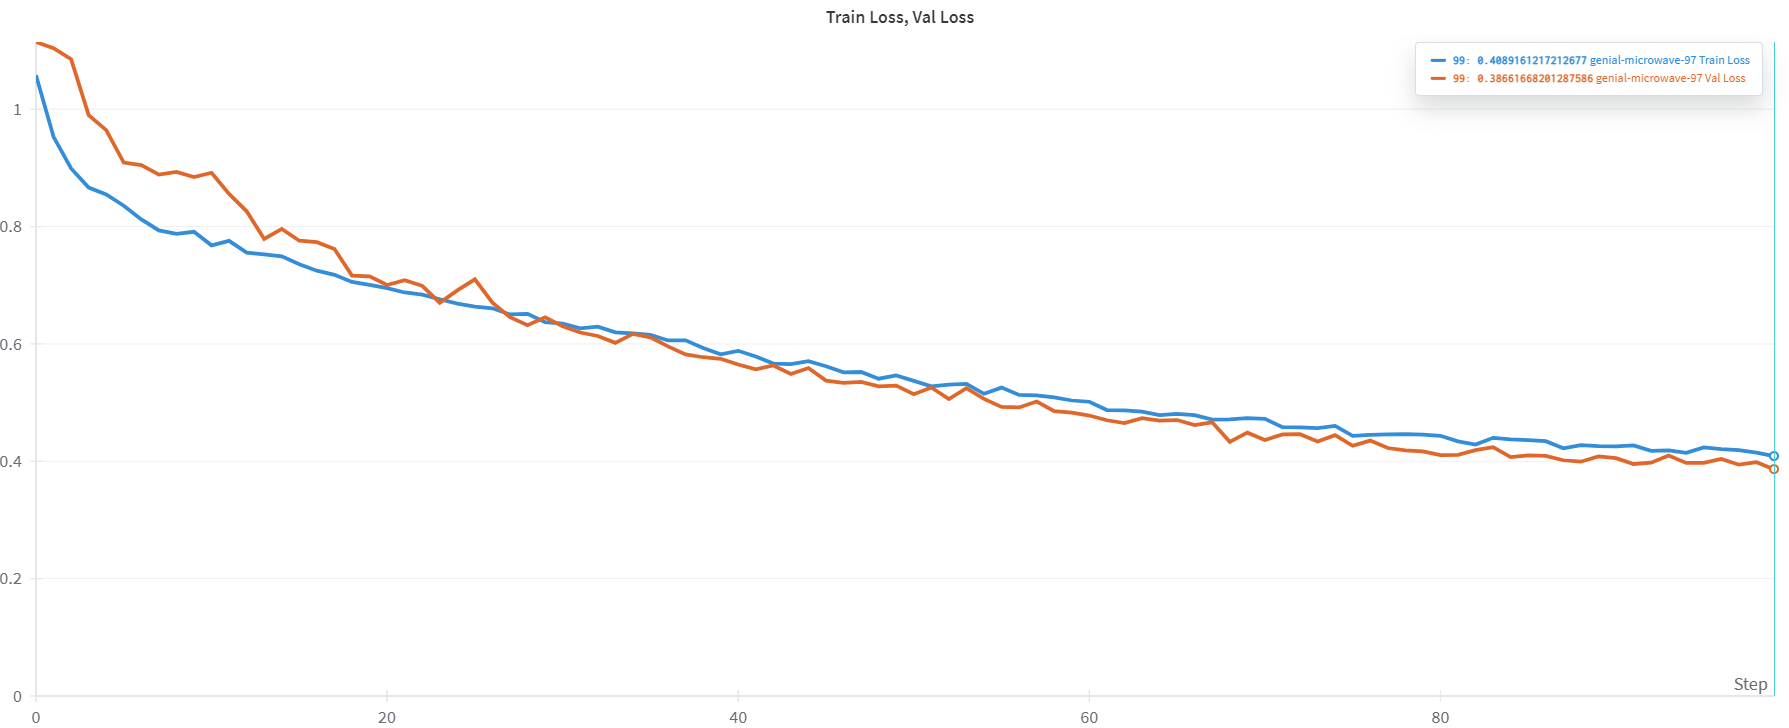 Train Loss, Val Loss
99: 0.4089161217212677 genial-microwave-97 Train Loss
99: 0.38661668201287586 genial-microwave-97 Val Loss
1
0.8
0.6
0.4
0.2
0
Step
0 20 40 60 80